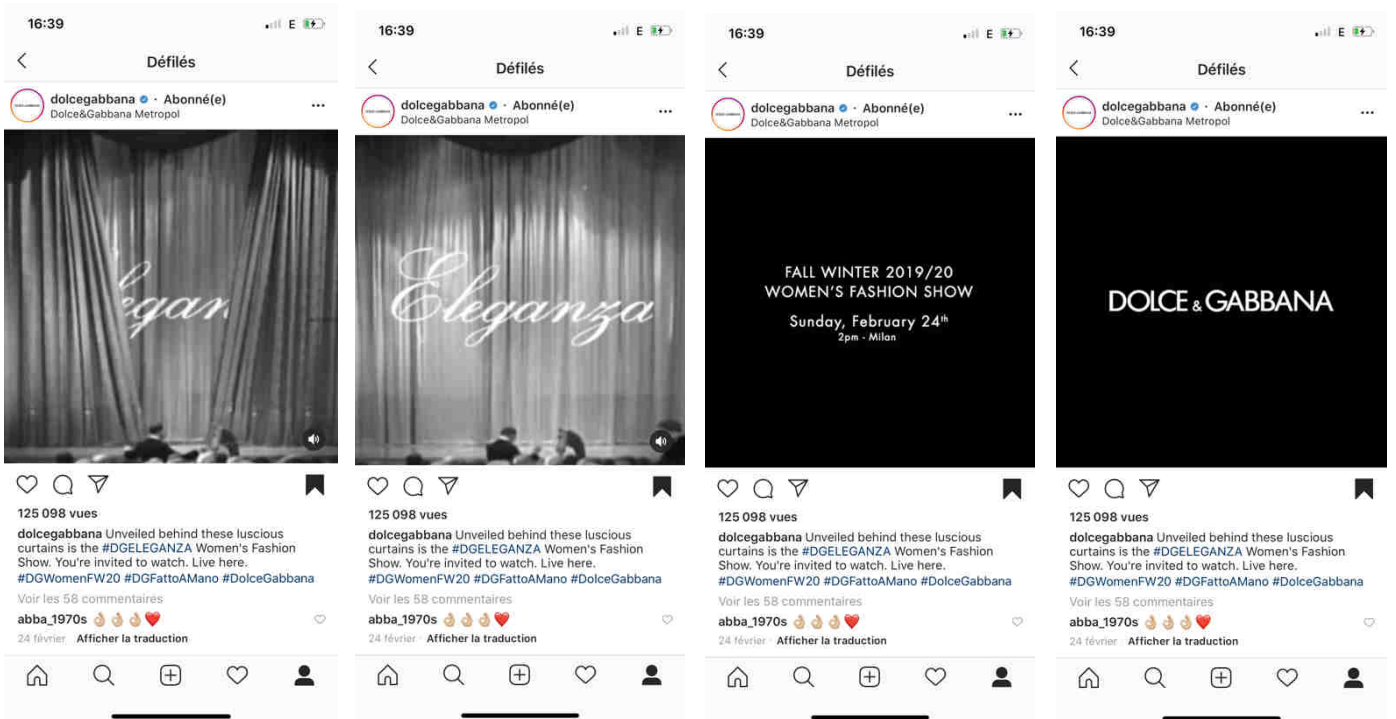 16:39
E
Défilés
dolcegabbana · Abonné(e)
Dolce&Gabbana Metropol
egan
125 098 vues
dolcegabbana Unveiled behind these luscious
curtains is the #DGELEGANZA Women's Fashion
Show. You're invited to watch. Live here.
#DGWomenFW20 #DGFattoAMano #DolceGabbana
Voir les 58 commentaires
abba_1970s 👌🏼👌🏼👌🏼❤️
24 février · Afficher la traduction
16:39
E
Défilés
dolcegabbana · Abonné(e)
Dolce&Gabbana Metropol
Eleganza
125 098 vues
dolcegabbana Unveiled behind these luscious
curtains is the #DGELEGANZA Women's Fashion
Show. You're invited to watch. Live here.
#DGWomenFW20 #DGFattoAMano #DolceGabbana
Voir les 58 commentaires
abba_1970s 👌🏼👌🏼👌🏼❤️
24 février · Afficher la traduction
16:39
E
Défilés
dolcegabbana · Abonné(e)
Dolce&Gabbana Metropol
FALL WINTER 2019/20
WOMEN'S FASHION SHOW
Sunday, February 24th
2pm - Milan
125 098 vues
dolcegabbana Unveiled behind these luscious
curtains is the #DGELEGANZA Women's Fashion
Show. You're invited to watch. Live here.
#DGWomenFW20 #DGFattoAMano #DolceGabbana
Voir les 58 commentaires
abba_1970s 👌🏼👌🏼👌🏼❤️
24 février · Afficher la traduction
16:39
E
Défilés
dolcegabbana · Abonné(e)
Dolce&Gabbana Metropol
DOLCE & GABBANA
125 098 vues
dolcegabbana Unveiled behind these luscious
curtains is the #DGELEGANZA Women's Fashion
Show. You're invited to watch. Live here.
#DGWomenFW20 #DGFattoAMano #DolceGabbana
Voir les 58 commentaires
abba_1970s 👌🏼👌🏼👌🏼❤️
24 février · Afficher la traduction